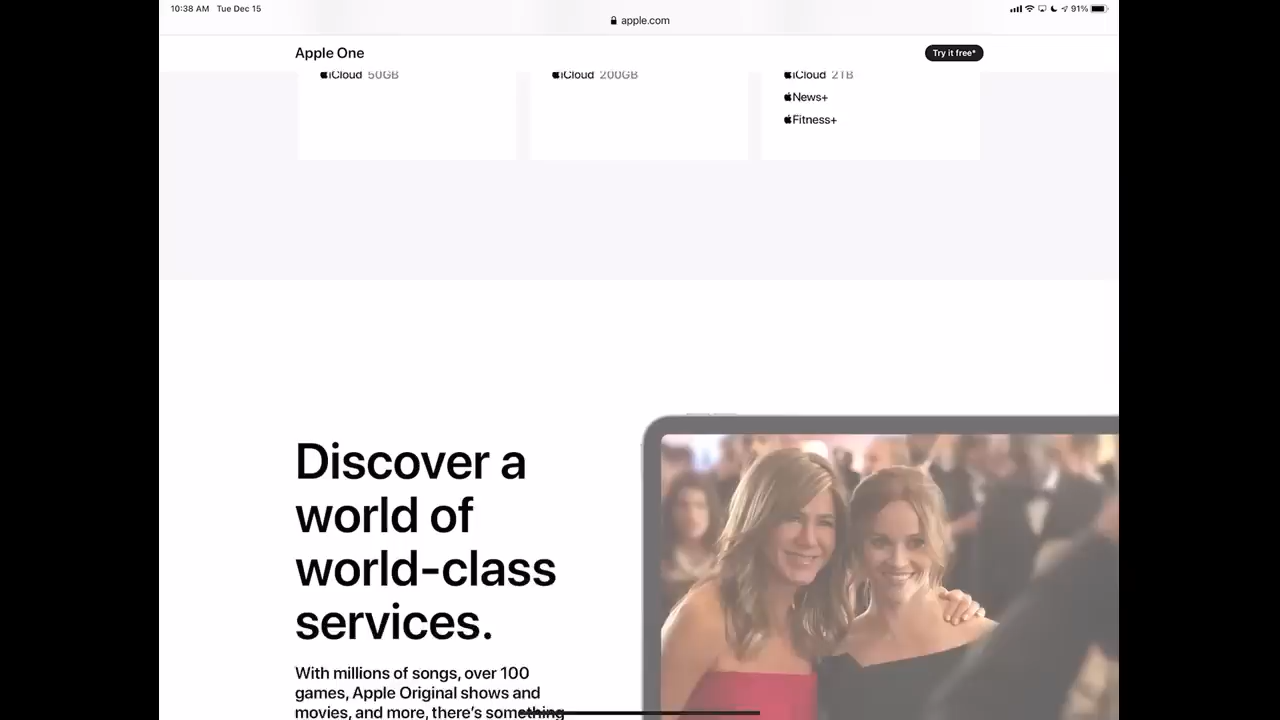 10:38 AM Tue Dec 15
91%
apple.com
Apple One
Try it free*
iCloud 50GB
iCloud 200GB
iCloud 2TB
News+
Fitness+
Discover a
world of
world-class
services.
With millions of songs, over 100
games, Apple Original shows and
movies, and more, there's something